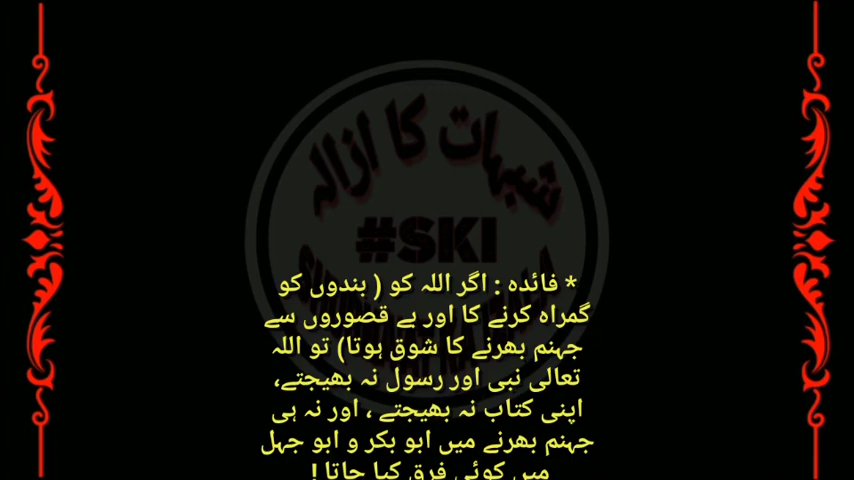 شبہات کا ازالہ
#SKI
* فائدہ : اگر اللہ کو ( بندوں کو
گمراہ کرنے کا اور بے قصوروں سے
جہنم بھرنے کا شوق ہوتا) تو اللہ
تعالی نبی اور رسول نہ بھیجتے،
اپنی کتاب نہ بھیجتے ، اور نہ ہی
جہنم بھرنے میں ابو بکر و ابو جہل
میں کوئی فرق کیا جاتا !